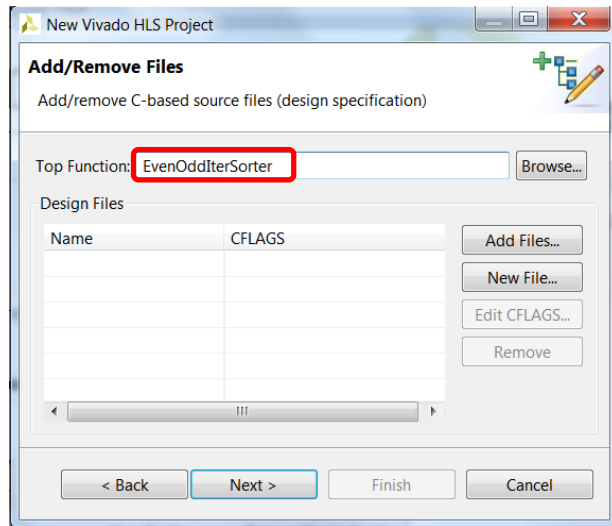 New Vivado HLS Project
Add/Remove Files
Add/remove C-based source files (design specification)
Top Function: EvenOddIterSorter Browse...
Design Files
Name CFLAGS Add Files...
New File...
Edit CFLAGS...
Remove
< Back Next > Finish Cancel